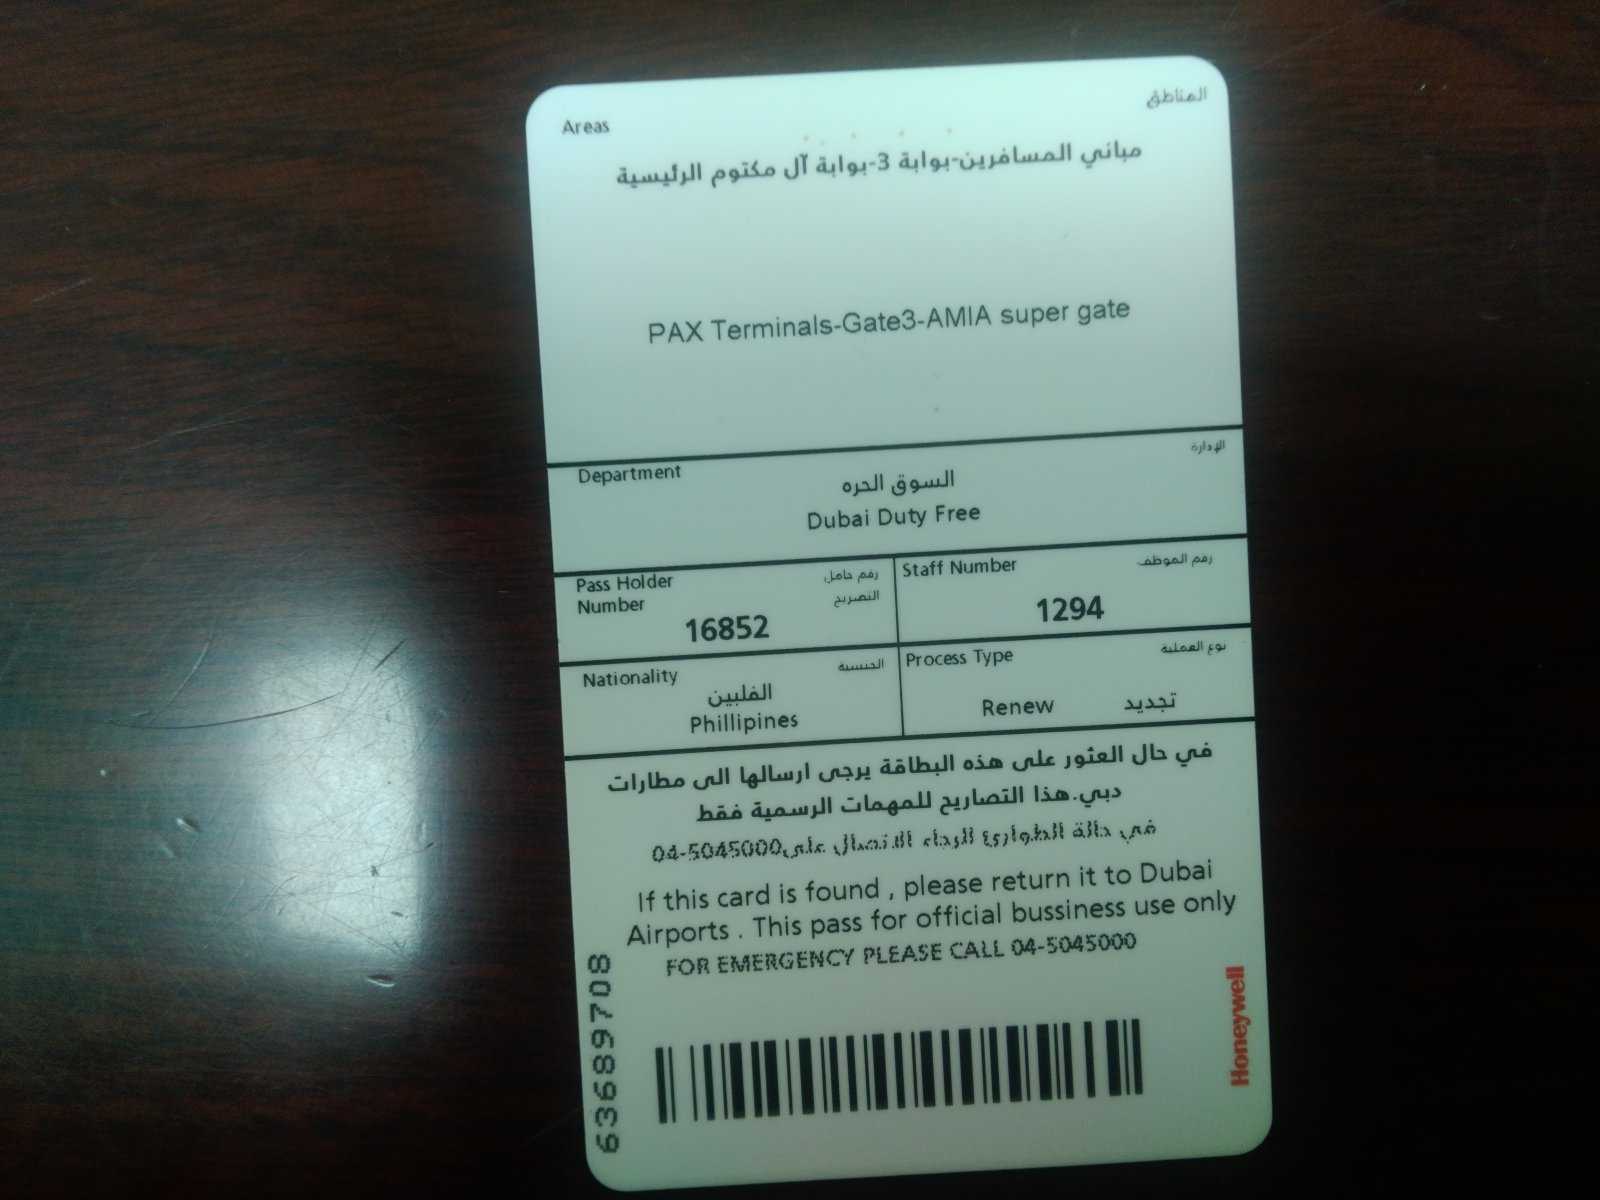 Areas
المناطق
مباني المسافرين-بوابة 3-بوابة آل مكتوم الرئيسية
PAX Terminals-Gate3-AMIA super gate
Department
الإدارة
السوق الحره
Dubai Duty Free
Pass Holder
Number
رقم حامل
التصريح
16852
Staff Number
رقم الموظف
1294
Nationality
الجنسية
الفلبين
Phillipines
Process Type
نوع العملية
Renew تجديد
في حال العثور على هذه البطاقة يرجى ارسالها الى مطارات
دبي.هذا التصاريح للمهمات الرسمية فقط
في حالة الطوارئ الرجاء الاتصال على04-5045000
If this card is found , please return it to Dubai
Airports . This pass for official bussiness use only
FOR EMERGENCY PLEASE CALL 04-5045000
63689708
Honeywell